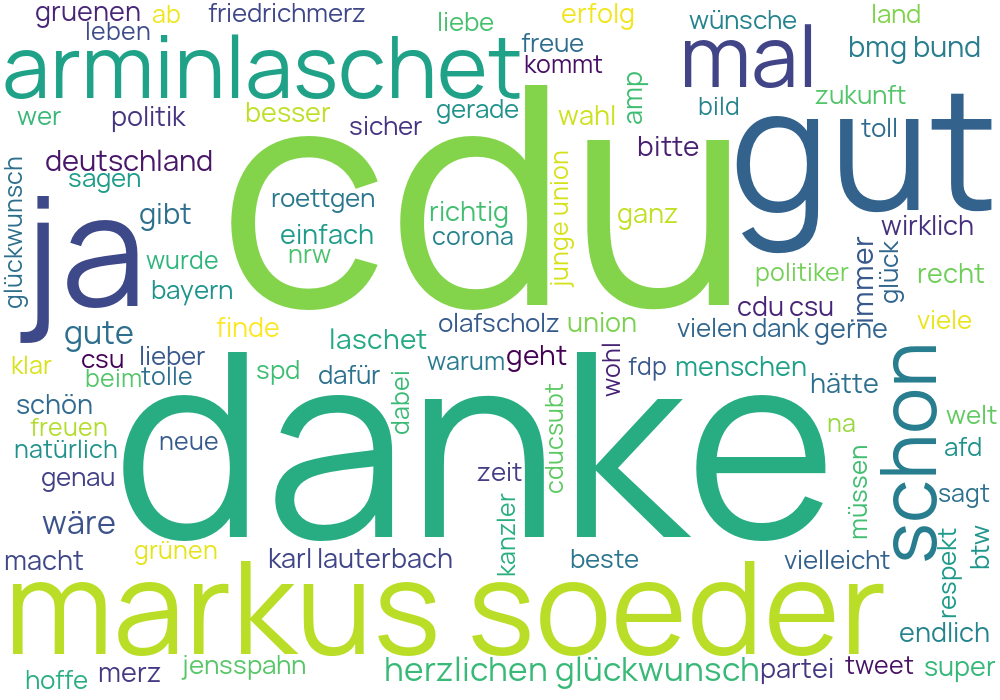 gruenen ab friedrichmerz
leben
liebe
erfolg
wünsche
land
arminlaschet
freue
kommt
mal
bmg bund
wer
politik
besser
sicher
gerade
wahl
amp
bild
zukunft
toll
cdu
gut
deutschland
sagen
bitte
glückwunsch
ja
gibt
roettgen
einfach
nrw
richtig
corona
junge union
ganz
wirklich
immer
glück
wurde
bayern
politiker
recht
cdu csu
gute
finde
laschet
olafscholz
union
vielen dank
gerne
viele
klar
csu
lieber
beim
tolle
spd
dafür
dabei
warum
geht
wohl
fdp
menschen
hätte
schon
schön
freuen
natürlich
neue
genau
danke
zeit
cducsubt
na
welt
afd
müssen
sagt
wäre
kanzler
respekt
btw
macht
grünen
karl lauterbach
beste
vielleicht
markus soeder
endlich
hoffe
merz
jensspahn
herzlichen glückwunsch
partei
tweet
super